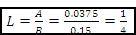 L = A/B = 0.0375/0.15 = 1/4